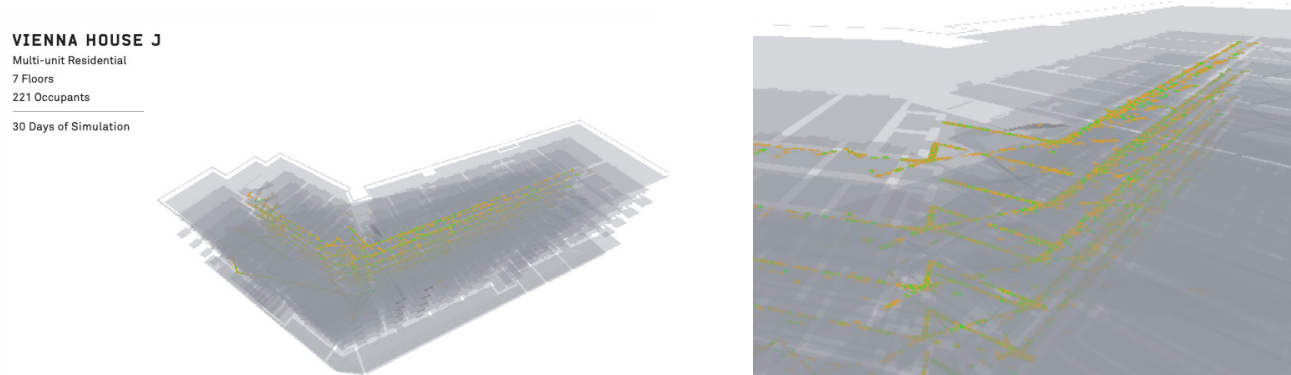 VIENNA HOUSE J
Multi-unit Residential
7 Floors
221 Occupants
30 Days of Simulation